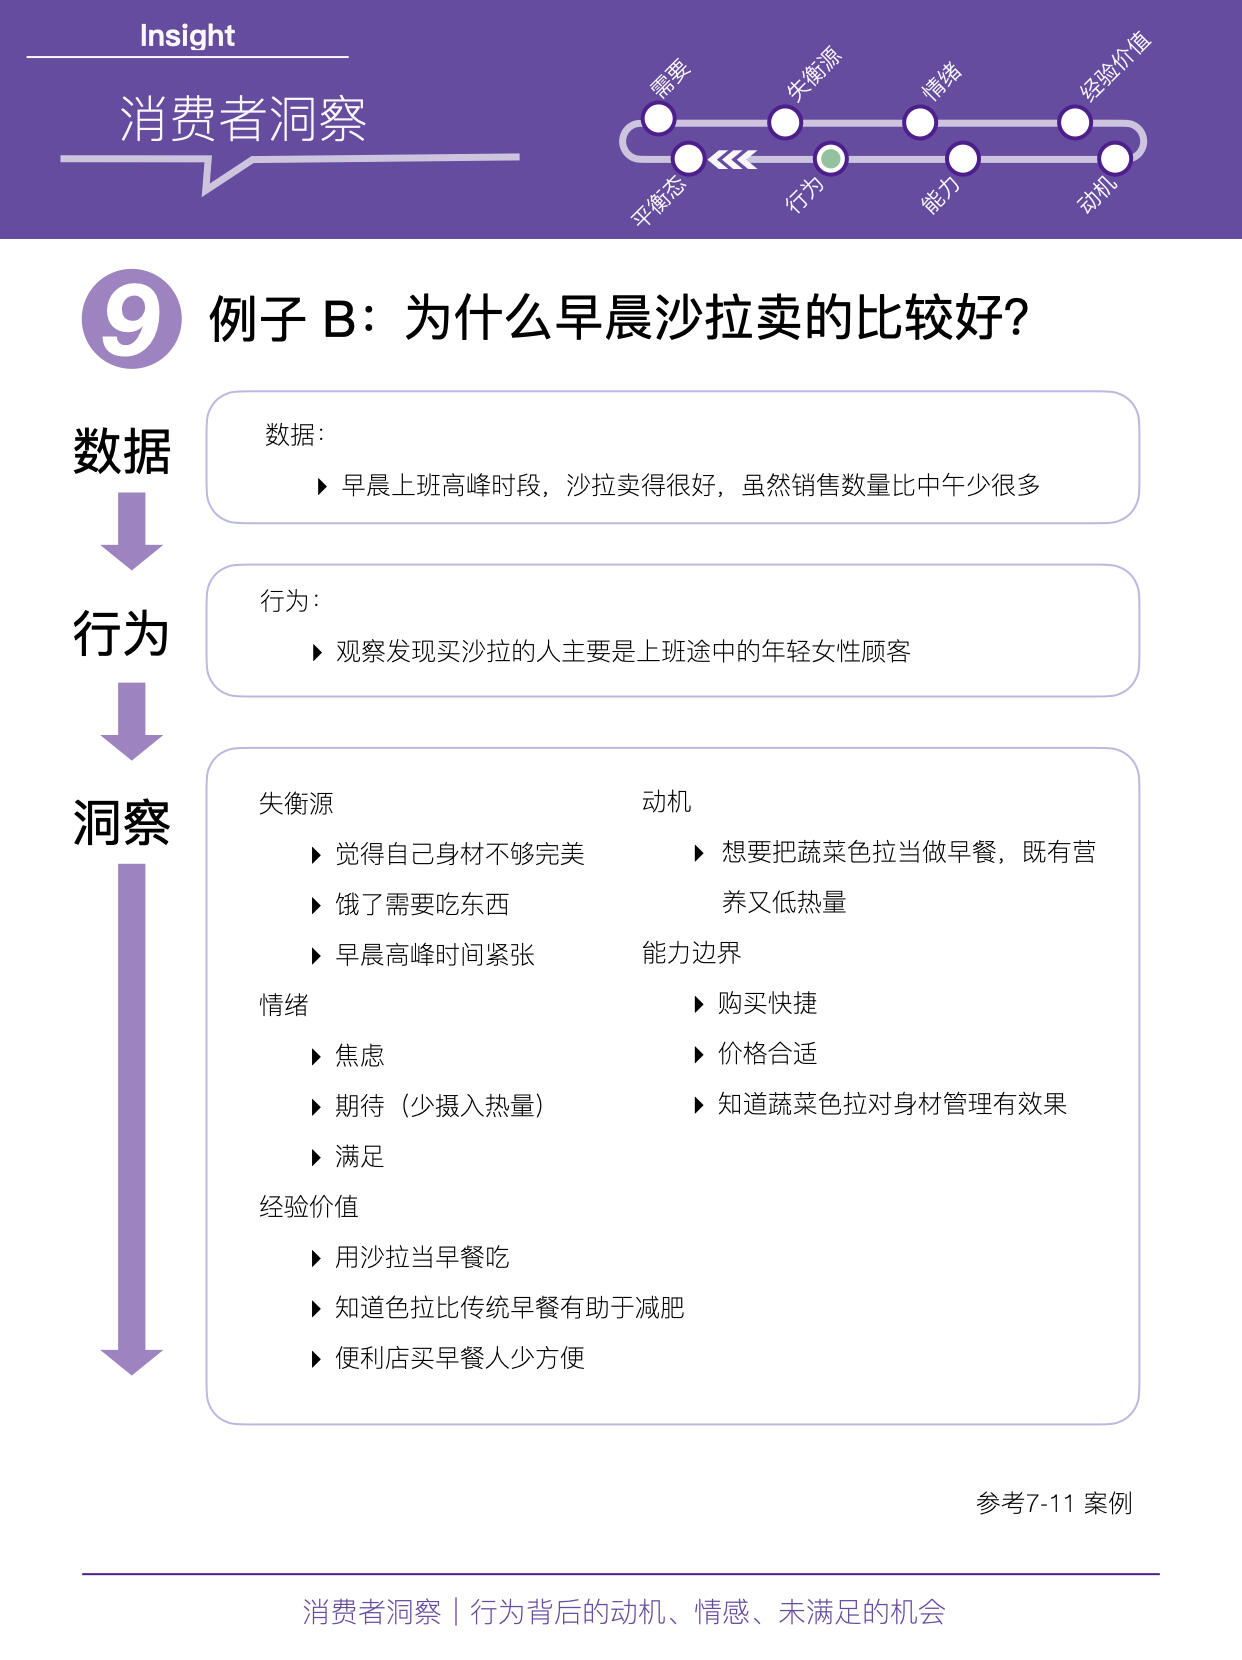 Insight
消费者洞察
需要
失衡源
情绪
经验价值
平衡态
行为
能力
动机
9
例子 B：为什么早晨沙拉卖的比较好？
数据
数据：
早晨上班高峰时段，沙拉卖得很好，虽然销售数量比中午少很多
行为
行为：
观察发现买沙拉的人主要是上班途中的年轻女性顾客
洞察
失衡源
觉得自己身材不够完美
饿了需要吃东西
早晨高峰时间紧张
情绪
焦虑
期待（少摄入热量）
满足
经验价值
用沙拉当早餐吃
知道色拉比传统早餐有助于减肥
便利店买早餐人少方便
动机
想要把蔬菜色拉当做早餐，既有营
养又低热量
能力边界
购买快捷
价格合适
知道蔬菜色拉对身材管理有效果
参考7-11 案例
消费者洞察｜行为背后的动机、情感、未满足的机会